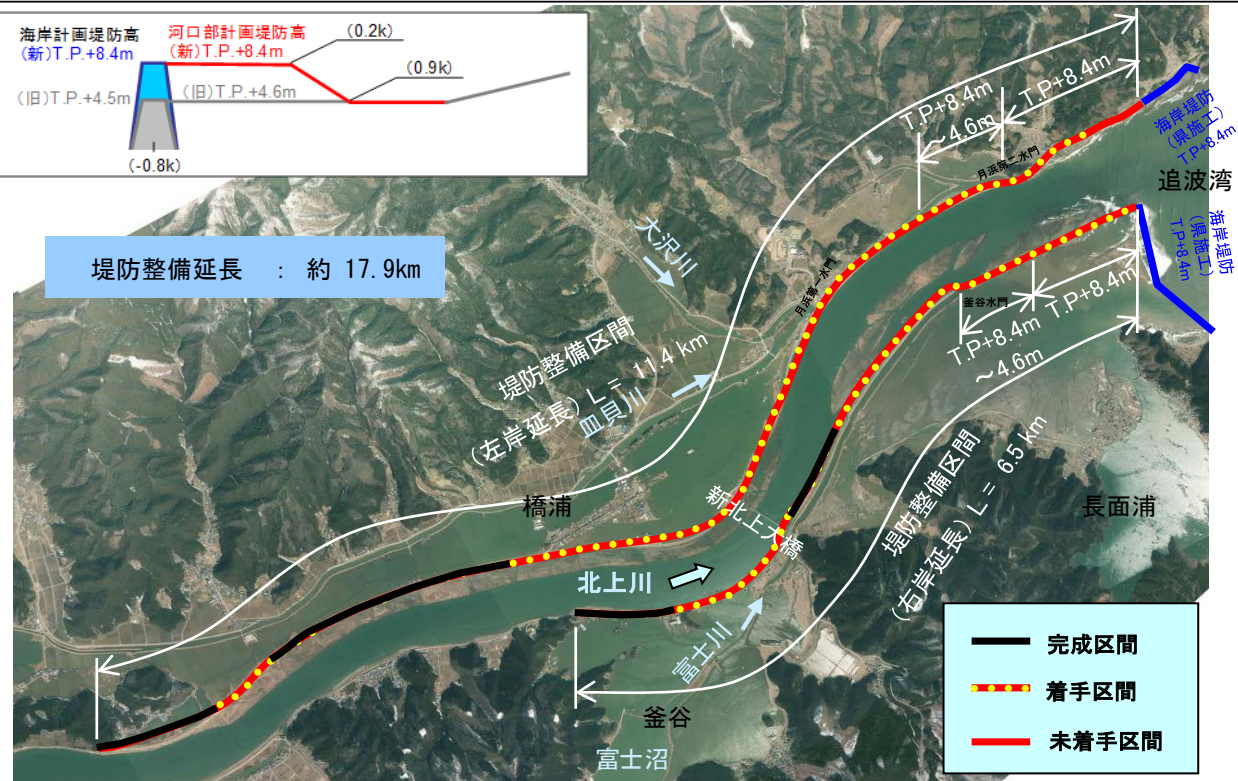 海岸計画堤防高
(新)T.P.+8.4m
河口部計画堤防高
(新)T.P.+8.4m
(0.2k)
(0.9k)
(旧)T.P.+4.5m
(旧)T.P.+4.6m
(-0.8k)
堤防整備延長 : 約 17.9km
T.P+8.4m
～4.6m
T.P+8.4m
海岸堤防
(県施工)
T.P+8.4m
追波湾
海岸堤防
(県施工)
T.P+8.4m
月浜第二水門
月浜第一水門
釜谷水門
T.P+8.4m
～4.6m
T.P+8.4m
大沢川
堤防整備区間
(左岸延長) L= 11.4 km
皿貝川
橋浦
新北上大橋
堤防整備区間
(右岸延長) L= 6.5 km
長面浦
北上川
富士川
釜谷
富士沼
完成区間
着手区間
未着手区間